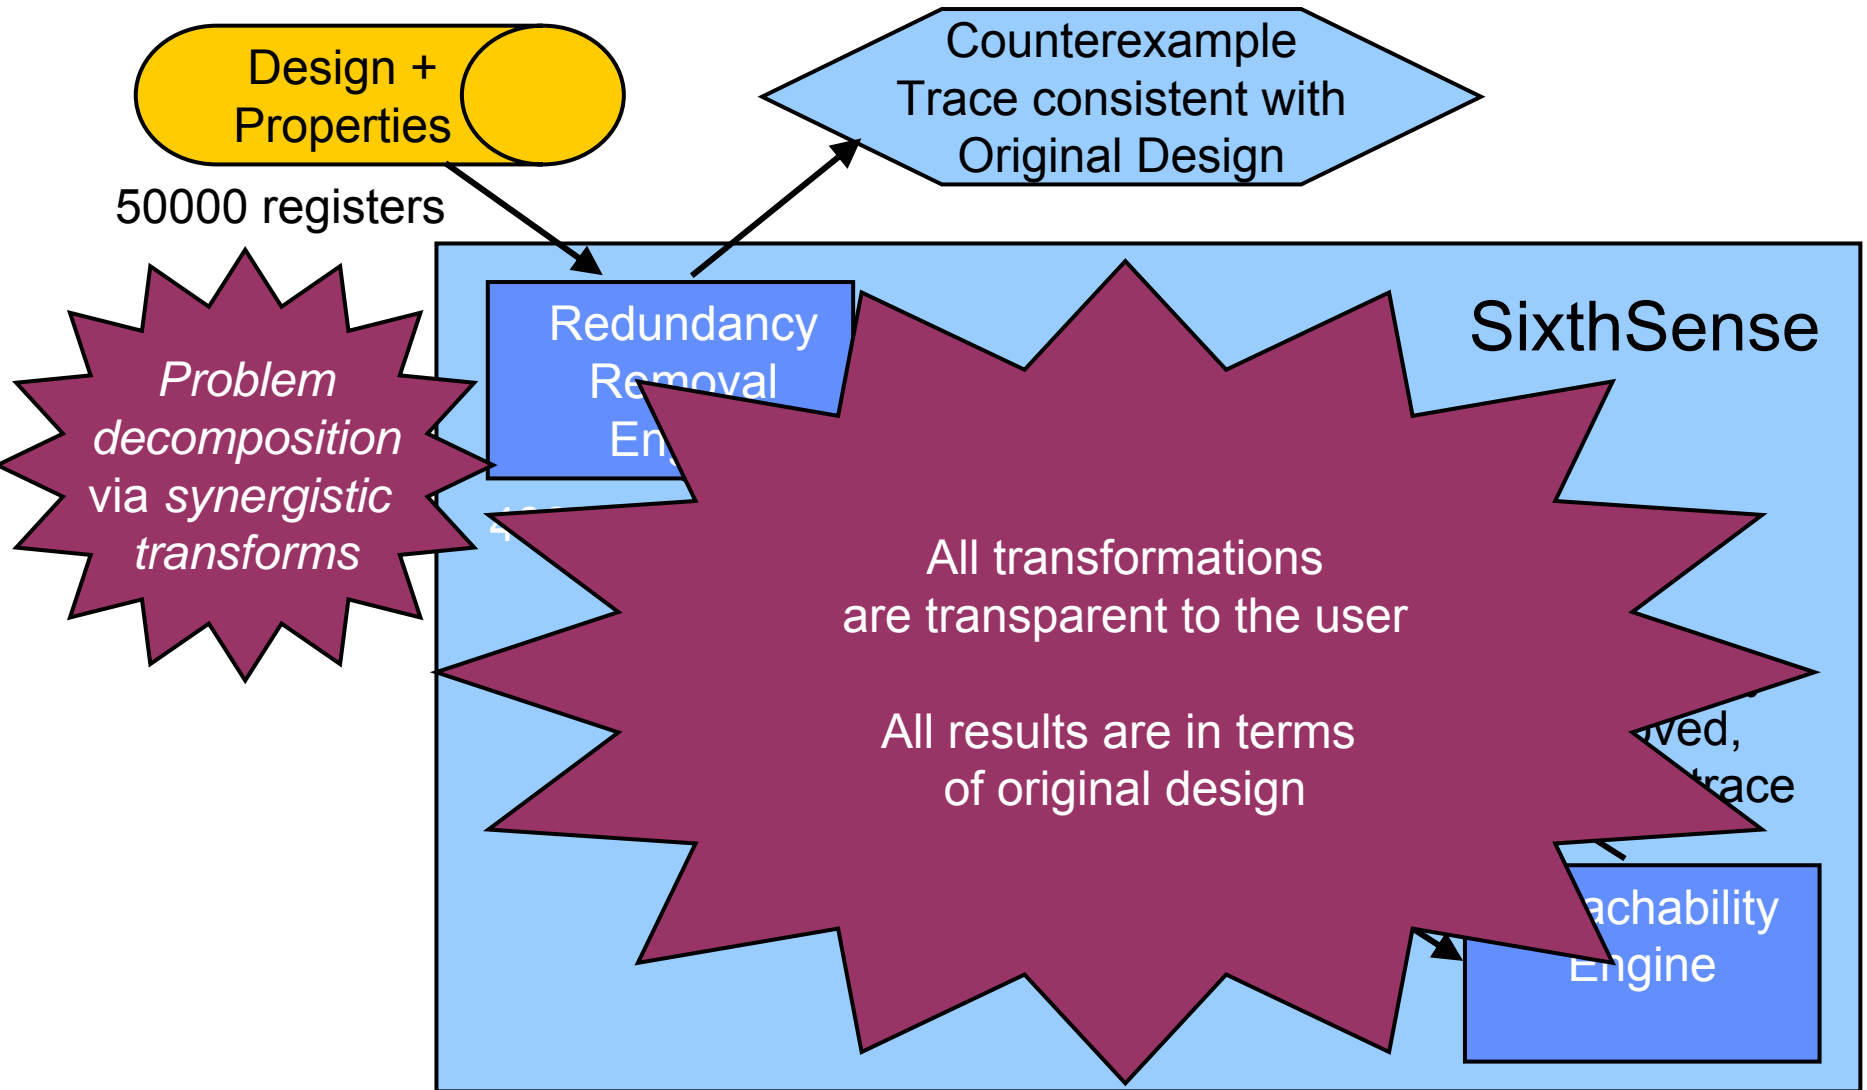 Design +
Properties
Counterexample
Trace consistent with
Original Design
50000 registers
SixthSense
Redundancy
Removal
Problem
decomposition
via synergistic
transforms
All transformations
are transparent to the user
All results are in terms
of original design
Engine